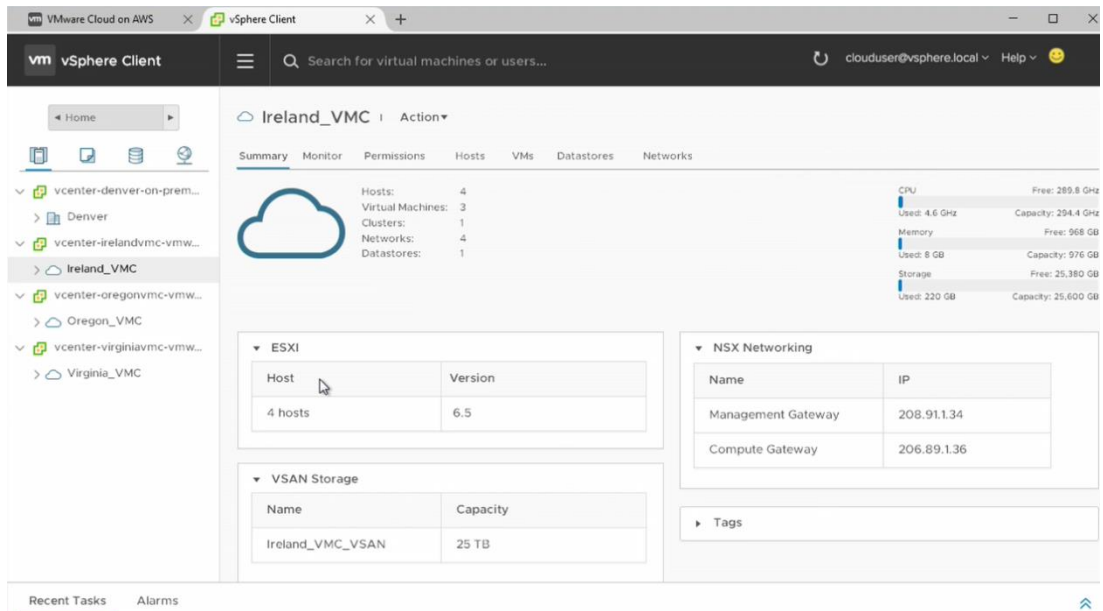 vm VMware Cloud on AWS
vSphere Client
vm vSphere Client
Search for virtual machines or users...
clouduser@vsphere.local
Help
Home
vcenter-denver-on-prem...
Denver
vcenter-irelandvmc-vmw...
Ireland_VMC
vcenter-oregonvmc-vmw...
Oregon_VMC
vcenter-virginiavmc-vmw...
Virginia_VMC
Ireland_VMC Action
Summary Monitor Permissions Hosts VMs Datastores Networks
Hosts: 4
Virtual Machines: 3
Clusters: 1
Networks: 4
Datastores: 1
CPU Free: 289.8 GHz
Used: 4.6 GHz Capacity: 294.4 GHz
Memory Free: 968 GB
Used: 8 GB Capacity: 976 GB
Storage Free: 25,380 GB
Used: 220 GB Capacity: 25,600 GB
ESXI
Host Version
4 hosts 6.5
VSAN Storage
Name Capacity
Ireland_VMC_VSAN 25 TB
NSX Networking
Name IP
Management Gateway 208.91.1.34
Compute Gateway 206.89.1.36
Tags
Recent Tasks Alarms